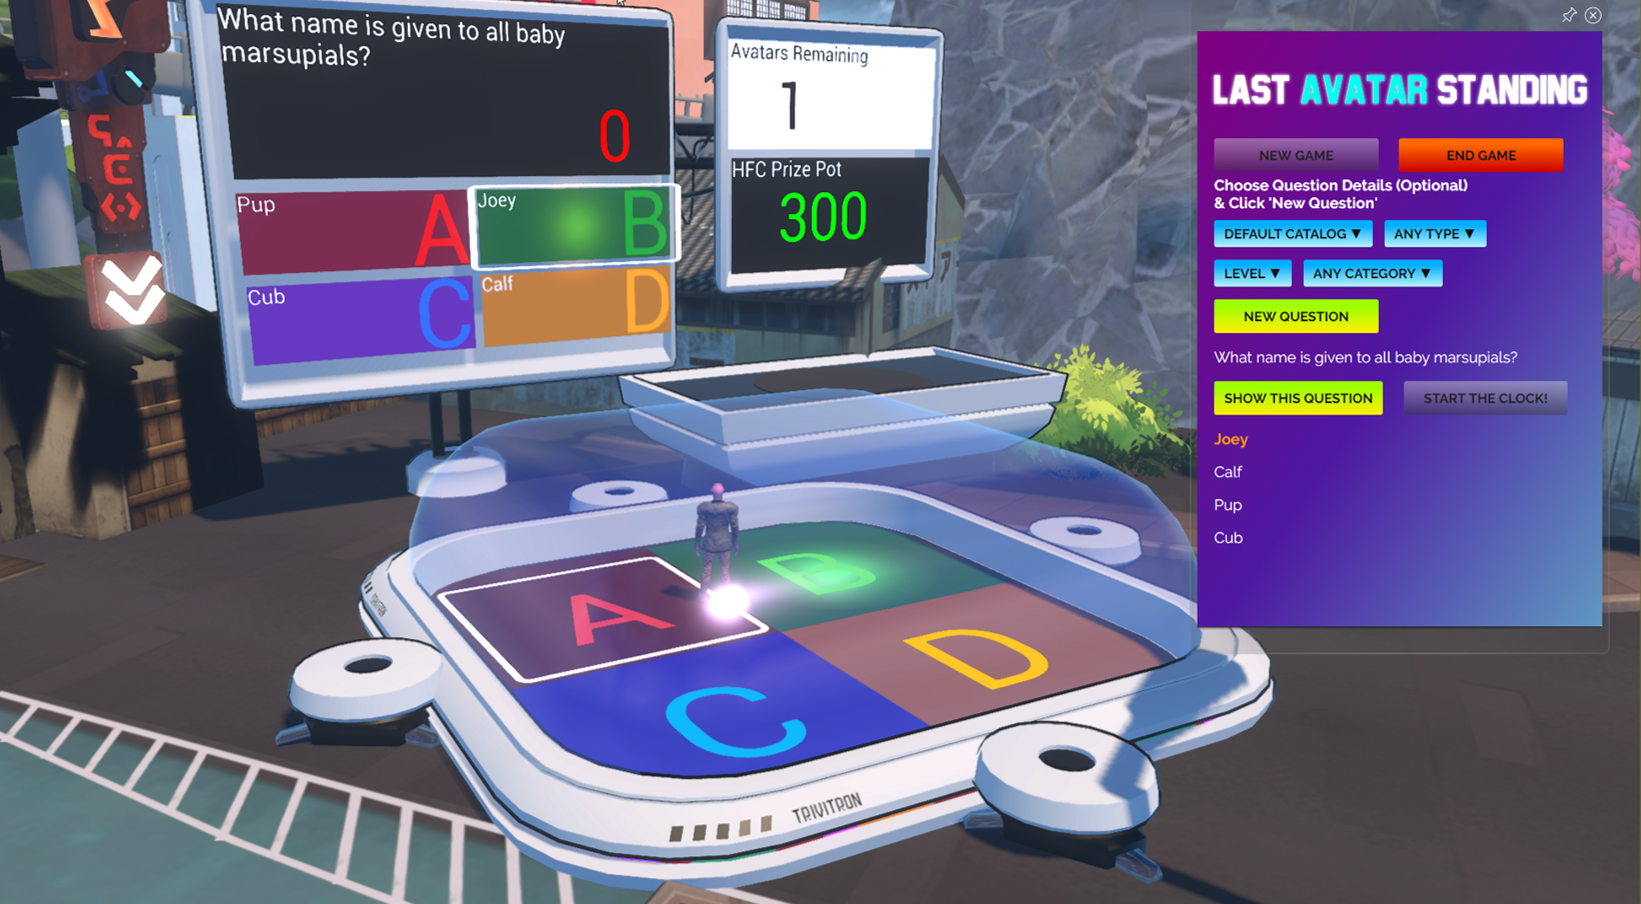 What name is given to all baby
marsupials?
0
Pup
A
Joey
B
Cub
C
Calf
D
Avatars Remaining
1
HFC Prize Pot
300
A
B
C
D
TRIVITRON
LAST AVATAR STANDING
NEW GAME
END GAME
Choose Question Details (Optional)
& Click 'New Question'
DEFAULT CATALOG ▼
ANY TYPE ▼
LEVEL ▼
ANY CATEGORY ▼
NEW QUESTION
What name is given to all baby marsupials?
SHOW THIS QUESTION
START THE CLOCK!
Joey
Calf
Pup
Cub